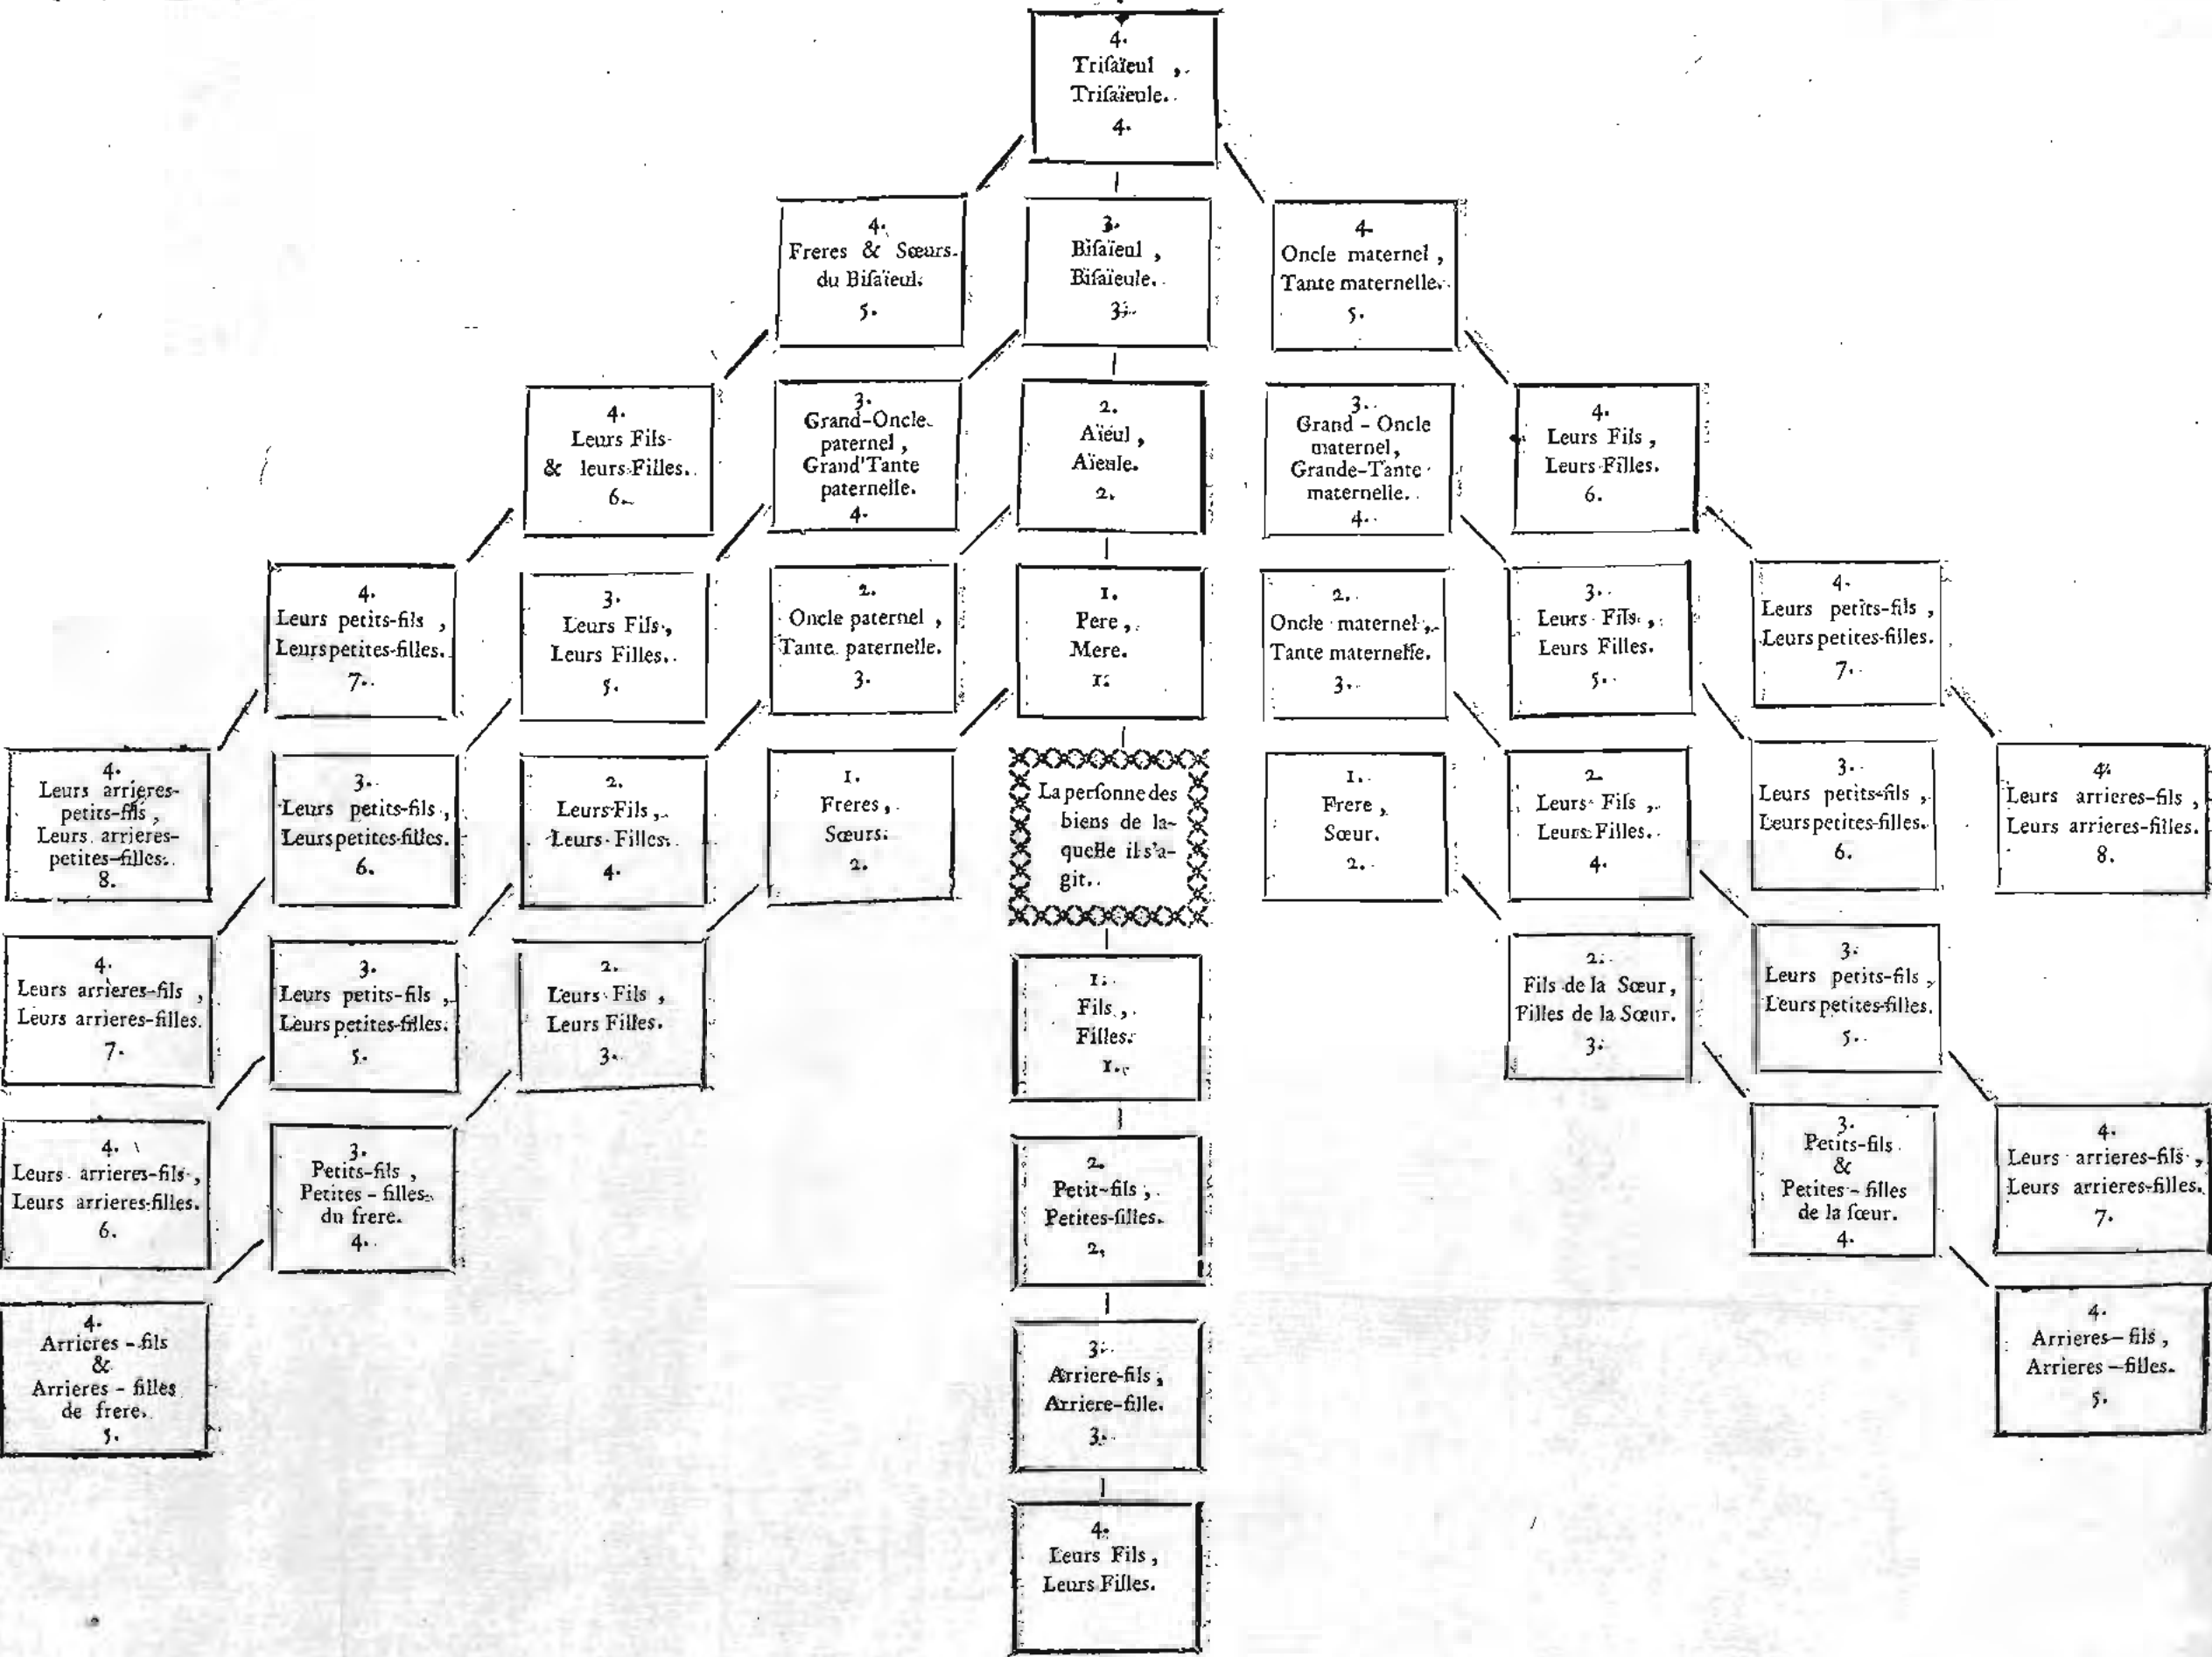 4.
Triſaïeul ,
Triſaïeule.
4.
4.
Freres & Sœurs
du Biſaïeul.
5.
3.
Biſaïeul ,
Biſaïeule.
3.
4.
Oncle maternel ,
Tante maternelle.
5.
4.
Leurs Fils
& leurs Filles.
6.
3.
Grand-Oncle
paternel ,
Grand'Tante
paternelle.
4.
2.
Aïeul ,
Aïeule.
2.
3.
Grand - Oncle
maternel,
Grande-Tante
maternelle.
4.
4.
Leurs Fils ,
Leurs Filles.
6.
4.
Leurs petits-fils ,
Leurs petites-filles.
7.
3.
Leurs Fils ,
Leurs Filles.
5.
2.
Oncle paternel ,
Tante paternelle.
3.
1.
Pere ,
Mere.
1.
2.
Oncle maternel ,
Tante maternelle.
3.
3.
Leurs Fils ,
Leurs Filles.
5.
4.
Leurs petits-fils ,
Leurs petites-filles.
7.
4.
Leurs arrieres-
petits-fils ,
Leurs arrieres-
petites-filles.
8.
3.
Leurs petits-fils ,
Leurs petites-filles.
6.
2.
Leurs Fils ,
Leurs Filles.
4.
1.
Freres ,
Sœurs.
2.
La perſonne des
biens de la-
quelle il s'a-
git.
1.
Frere ,
Sœur.
2.
2.
Leurs Fils ,
Leurs Filles.
4.
3.
Leurs petits-fils ,
Leurs petites-filles.
6.
4.
Leurs arrieres-fils ,
Leurs arrieres-filles.
8.
4.
Leurs arrieres-fils ,
Leurs arrieres-filles.
7.
3.
Leurs petits-fils ,
Leurs petites-filles.
5.
2.
Leurs Fils ,
Leurs Filles.
3.
1.
Fils ,
Filles.
1.
2.
Fils de la Sœur,
Filles de la Sœur.
3.
3.
Leurs petits-fils ,
Leurs petites-filles.
5.
4.
Leurs arrieres-fils ,
Leurs arrieres-filles.
6.
3.
Petits-fils ,
Petites - filles
du frere.
4.
2.
Petit-fils ,
Petites-filles.
2.
3.
Petits-fils
&
Petites - filles
de la ſœur.
4.
4.
Leurs arrieres-fils ,
Leurs arrieres-filles.
7.
4.
Arrieres - fils
&
Arrieres - filles
de frere.
5.
3.
Arriere-fils ,
Arriere-fille.
3.
4.
Arrieres - fils ,
Arrieres - filles.
5.
4.
Leurs Fils ,
Leurs Filles.